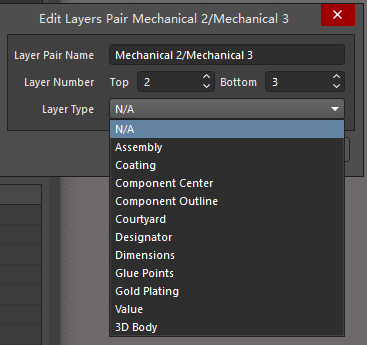 Edit Layers Pair Mechanical 2/Mechanical 3
Layer Pair Name Mechanical 2/Mechanical 3
Layer Number Top 2 Bottom 3
Layer Type N/A
N/A
Assembly
Coating
Component Center
Component Outline
Courtyard
Designator
Dimensions
Glue Points
Gold Plating
Value
3D Body